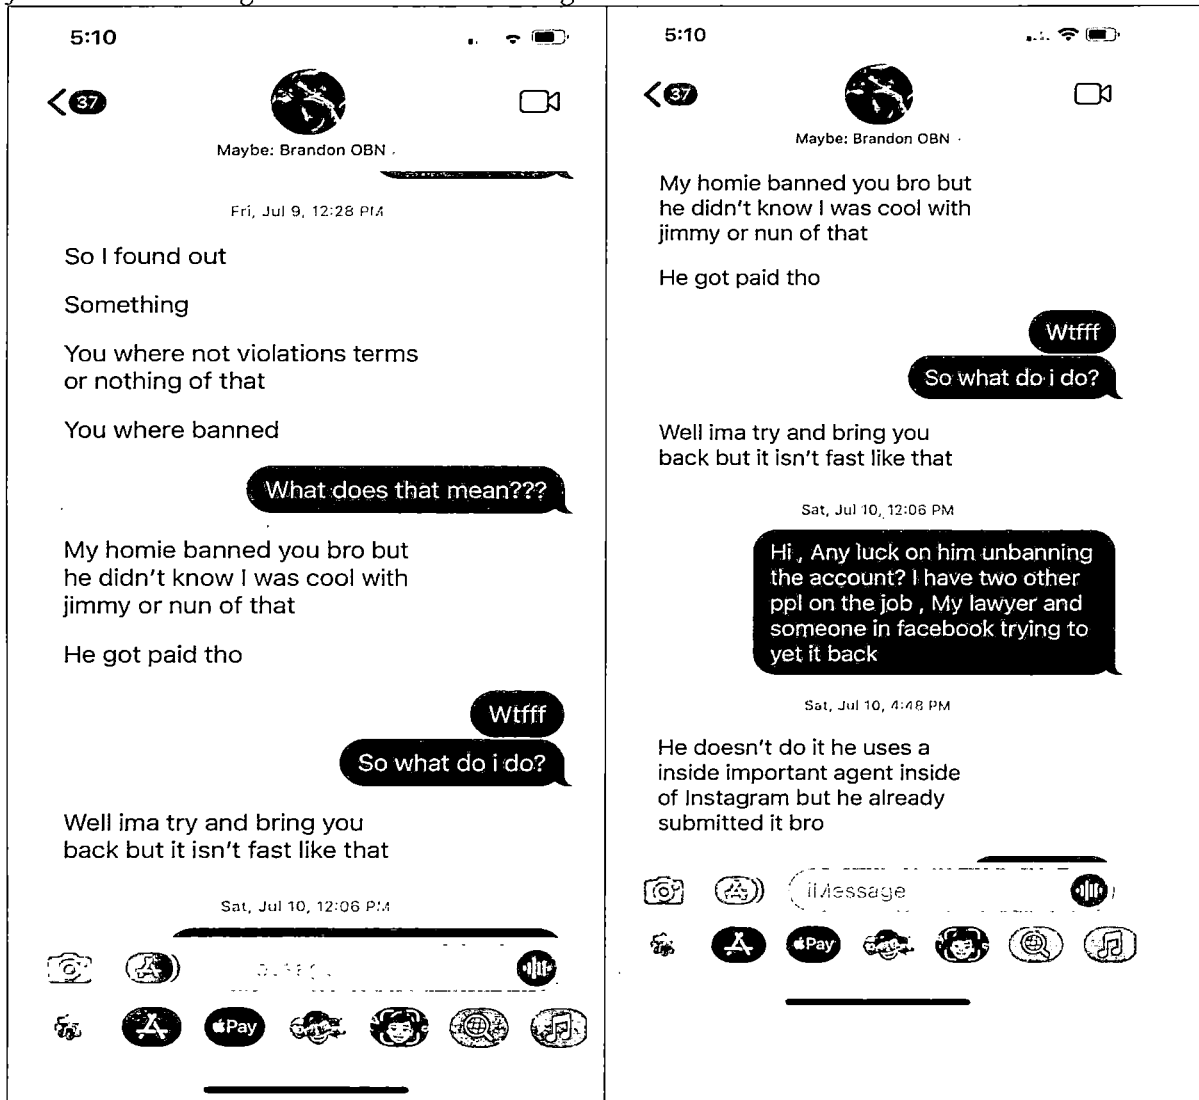 5:10
37
Maybe: Brandon OBN
Fri, Jul 9, 12:28 PM
So I found out
Something
You where not violations terms
or nothing of that
You where banned
What does that mean???
My homie banned you bro but
he didn't know I was cool with
jimmy or nun of that
He got paid tho
Wtfff
So what do i do?
Well ima try and bring you
back but it isn't fast like that
Sat, Jul 10, 12:06 PM
Pay
5:10
37
Maybe: Brandon OBN
My homie banned you bro but
he didn't know I was cool with
jimmy or nun of that
He got paid tho
Wtfff
So what do i do?
Well ima try and bring you
back but it isn't fast like that
Sat, Jul 10, 12:06 PM
Hi , Any luck on him unbanning
the account? I have two other
ppl on the job , My lawyer and
someone in facebook trying to
yet it back
Sat, Jul 10, 4:48 PM
He doesn't do it he uses a
inside important agent inside
of Instagram but he already
submitted it bro
iMessage
Pay